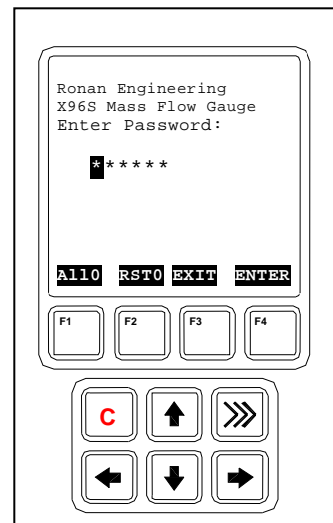 Ronan Engineering
X96S Mass Flow Gauge
Enter Password:
******
All0 RST0 EXIT ENTER
F1 F2 F3 F4
C